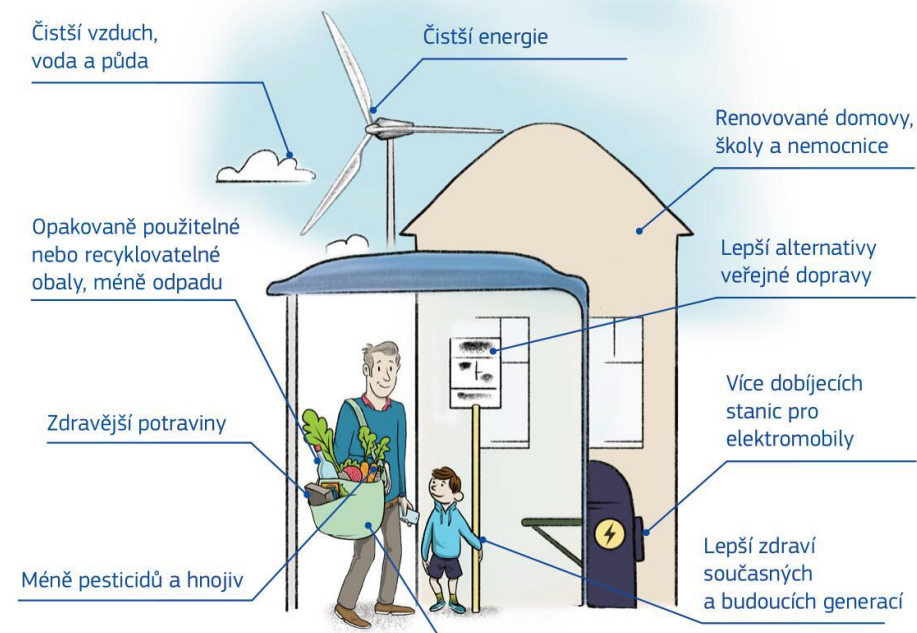 Čistší vzduch,
voda a půda
Čistší energie
Renovované domovy,
školy a nemocnice
Opakovaně použitelné
nebo recyklovatelné
obaly, méně odpadu
Lepší alternativy
veřejné dopravy
Více dobíjecích
stanic pro
elektromobily
Zdravější potraviny
Lepší zdraví
současných
a budoucích generací
Méně pesticidů a hnojiv